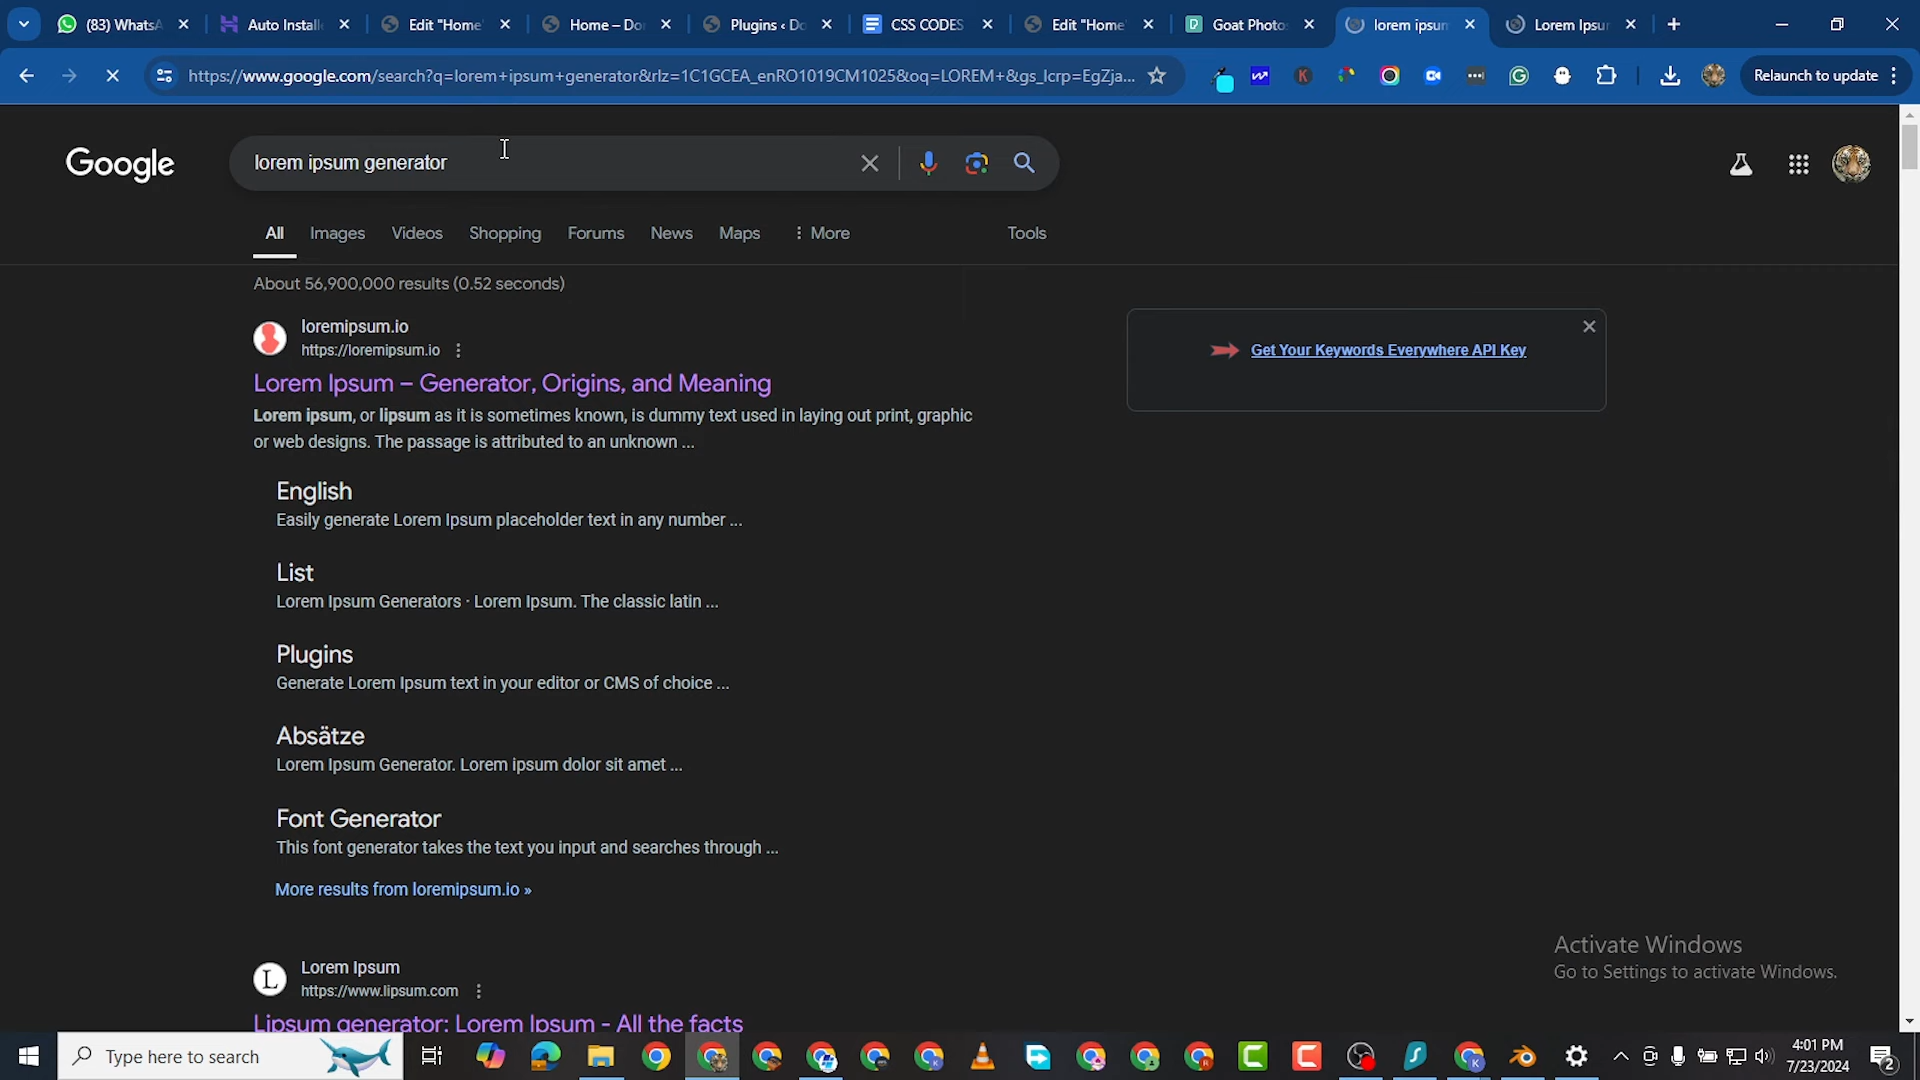 (83) WhatsA
Auto Installe
Edit "Home"
Home – Dor
Plugins ‹ Do
CSS CODES
Edit "Home"
Goat Photos
lorem ipsum
Lorem Ipsu
https://www.google.com/search?q=lorem+ipsum+generator&rlz=1C1GCEA_enRO1019CM1025&oq=LOREM+&gs_lcrp=EgZja...
Relaunch to update
Google
lorem ipsum generator
All
Images
Videos
Shopping
Forums
News
Maps
More
Tools
About 56,900,000 results (0.52 seconds)
loremipsum.io
https://loremipsum.io
Get Your Keywords Everywhere API Key
Lorem Ipsum – Generator, Origins, and Meaning
Lorem ipsum, or lipsum as it is sometimes known, is dummy text used in laying out print, graphic
or web designs. The passage is attributed to an unknown ...
English
Easily generate Lorem Ipsum placeholder text in any number ...
List
Lorem Ipsum Generators · Lorem Ipsum. The classic latin ...
Plugins
Generate Lorem Ipsum text in your editor or CMS of choice ...
Absätze
Lorem Ipsum Generator. Lorem ipsum dolor sit amet ...
Font Generator
This font generator takes the text you input and searches through ...
More results from loremipsum.io »
Activate Windows
Go to Settings to activate Windows.
L
Lorem Ipsum
https://www.lipsum.com
Lipsum generator: Lorem Ipsum - All the facts
Type here to search
4:01 PM
7/23/2024
2